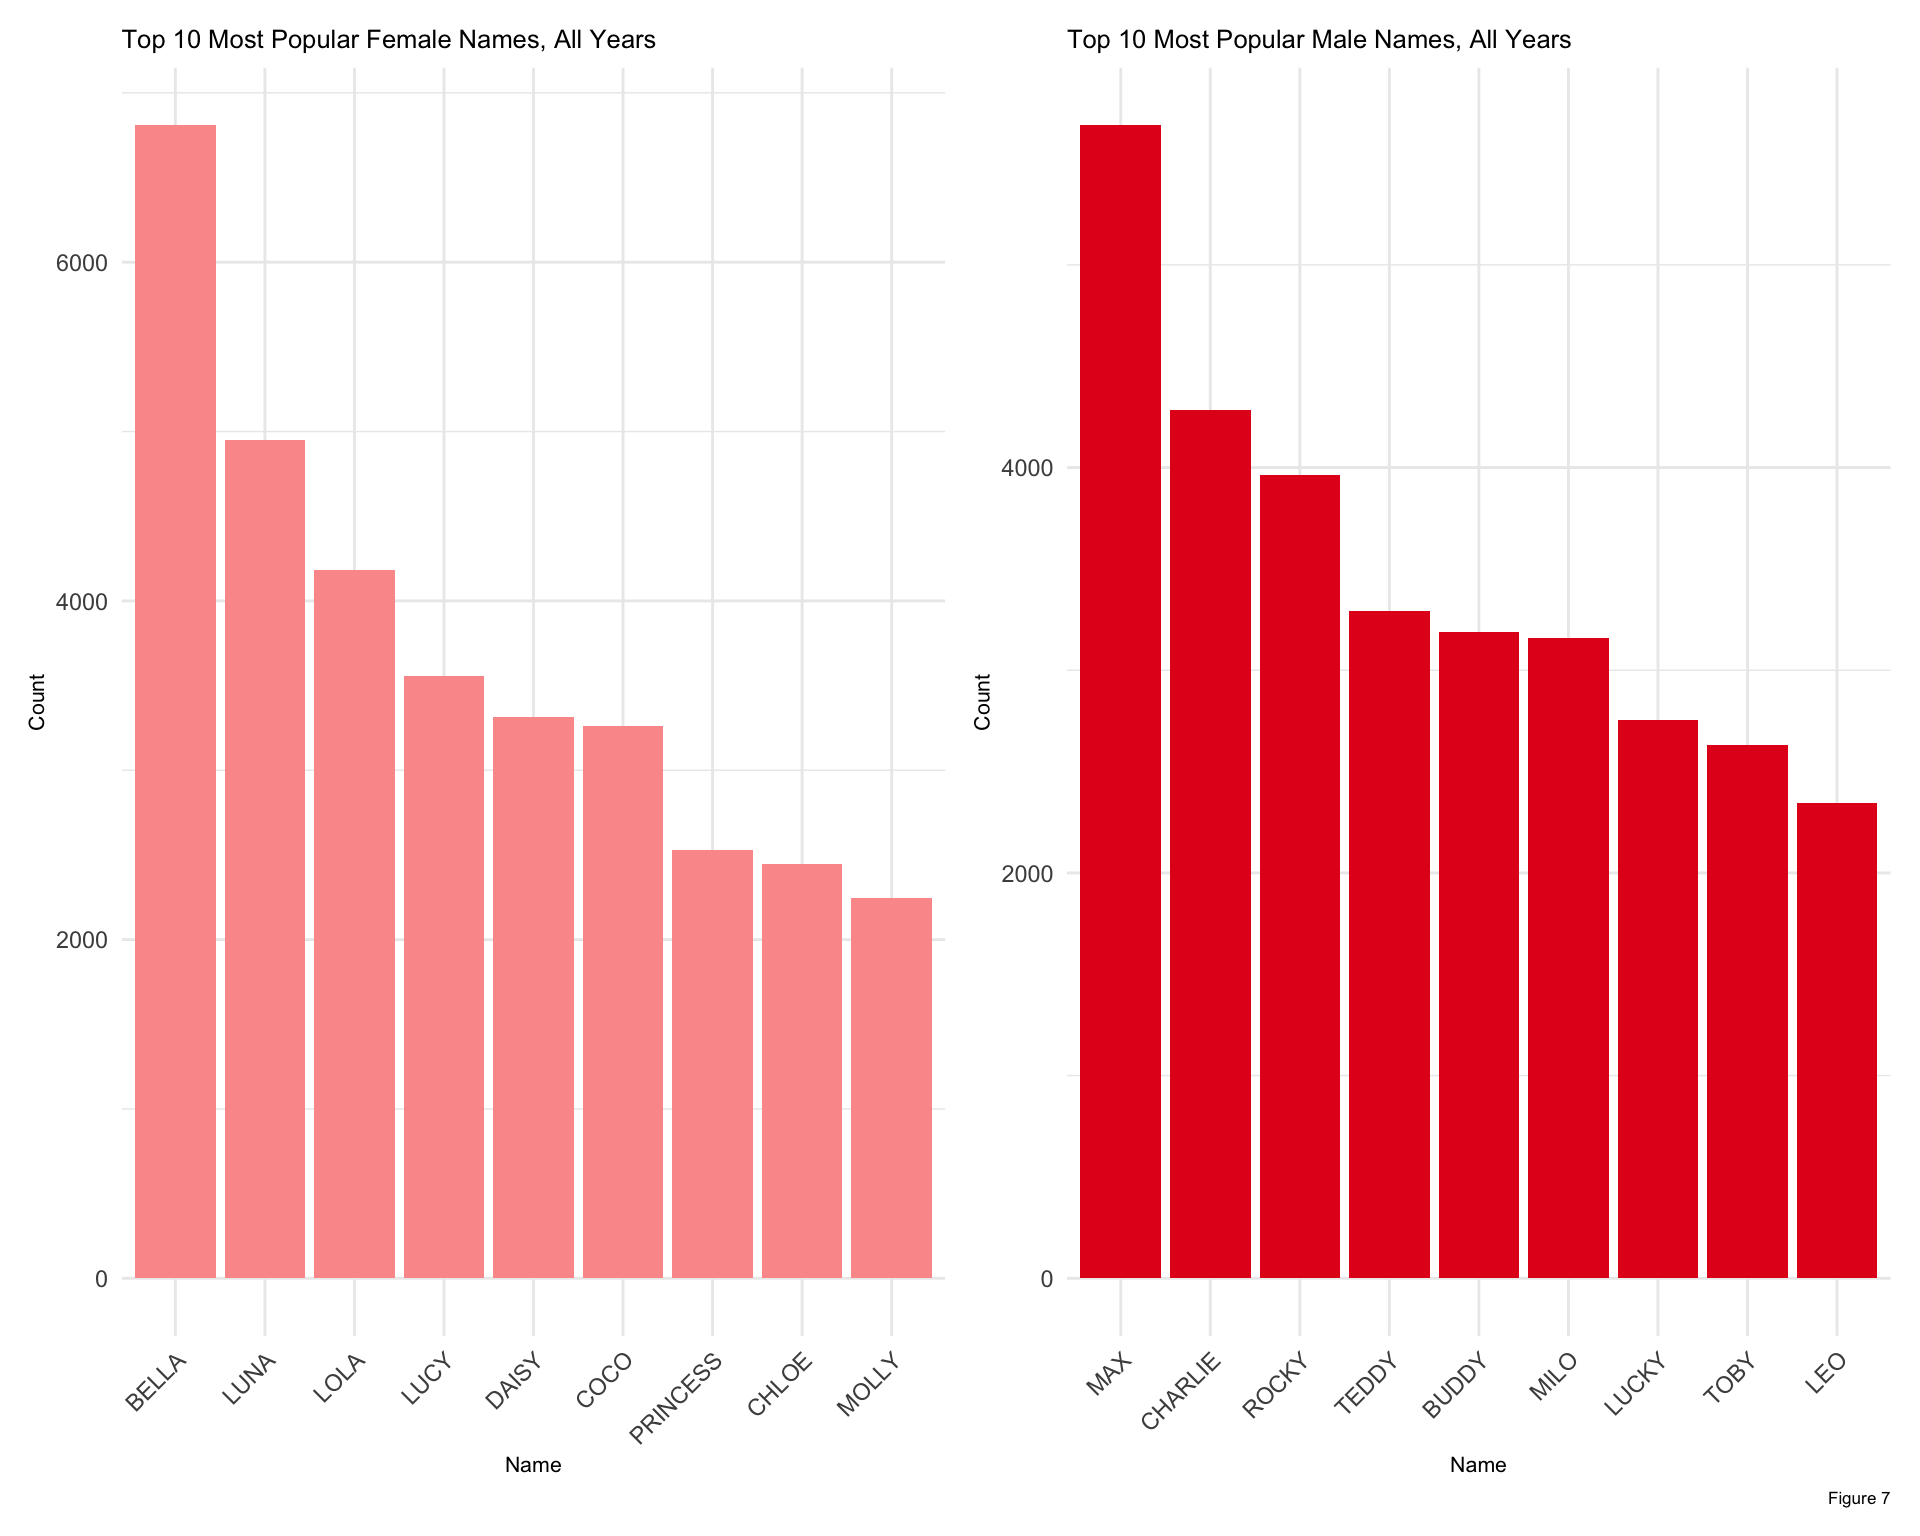 Top 10 Most Popular Female Names, All Years
6000
4000
2000
0
Count
BELLA
LUNA
LOLA
LUCY
DAISY
COCO
PRINCESS
CHLOE
MOLLY
Name
Top 10 Most Popular Male Names, All Years
4000
2000
0
Count
MAX
CHARLIE
ROCKY
TEDDY
BUDDY
MILO
LUCKY
TOBY
LEO
Name
Figure 7